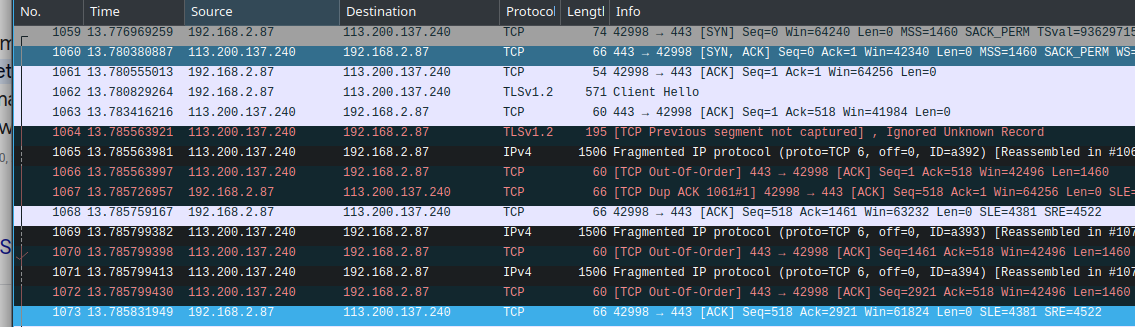 No. Time Source Destination Protocol Length Info
1059 13.776969259 192.168.2.87 113.200.137.240 TCP 74 42998 → 443 [SYN] Seq=0 Win=64240 Len=0 MSS=1460 SACK_PERM TSval=93629715
1060 13.780380887 113.200.137.240 192.168.2.87 TCP 66 443 → 42998 [SYN, ACK] Seq=0 Ack=1 Win=42340 Len=0 MSS=1460 SACK_PERM WS=
1061 13.780555013 192.168.2.87 113.200.137.240 TCP 54 42998 → 443 [ACK] Seq=1 Ack=1 Win=64256 Len=0
1062 13.780829264 192.168.2.87 113.200.137.240 TLSv1.2 571 Client Hello
1063 13.783416216 113.200.137.240 192.168.2.87 TCP 60 443 → 42998 [ACK] Seq=1 Ack=518 Win=41984 Len=0
1064 13.785563921 113.200.137.240 192.168.2.87 TLSv1.2 195 [TCP Previous segment not captured] , Ignored Unknown Record
1065 13.785563981 113.200.137.240 192.168.2.87 IPv4 1506 Fragmented IP protocol (proto=TCP 6, off=0, ID=a392) [Reassembled in #106
1066 13.785563997 113.200.137.240 192.168.2.87 TCP 60 [TCP Out-Of-Order] 443 → 42998 [ACK] Seq=1 Ack=518 Win=42496 Len=1460
1067 13.785726957 192.168.2.87 113.200.137.240 TCP 66 [TCP Dup ACK 1061#1] 42998 → 443 [ACK] Seq=518 Ack=1 Win=64256 Len=0 SLE=
1068 13.785759167 192.168.2.87 113.200.137.240 TCP 66 42998 → 443 [ACK] Seq=518 Ack=1461 Win=63232 Len=0 SLE=4381 SRE=4522
1069 13.785799382 113.200.137.240 192.168.2.87 IPv4 1506 Fragmented IP protocol (proto=TCP 6, off=0, ID=a393) [Reassembled in #107
1070 13.785799398 113.200.137.240 192.168.2.87 TCP 60 [TCP Out-Of-Order] 443 → 42998 [ACK] Seq=1461 Ack=518 Win=42496 Len=1460
1071 13.785799413 113.200.137.240 192.168.2.87 IPv4 1506 Fragmented IP protocol (proto=TCP 6, off=0, ID=a394) [Reassembled in #107
1072 13.785799430 113.200.137.240 192.168.2.87 TCP 60 [TCP Out-Of-Order] 443 → 42998 [ACK] Seq=2921 Ack=518 Win=42496 Len=1460
1073 13.785831949 192.168.2.87 113.200.137.240 TCP 66 42998 → 443 [ACK] Seq=518 Ack=2921 Win=61824 Len=0 SLE=4381 SRE=4522